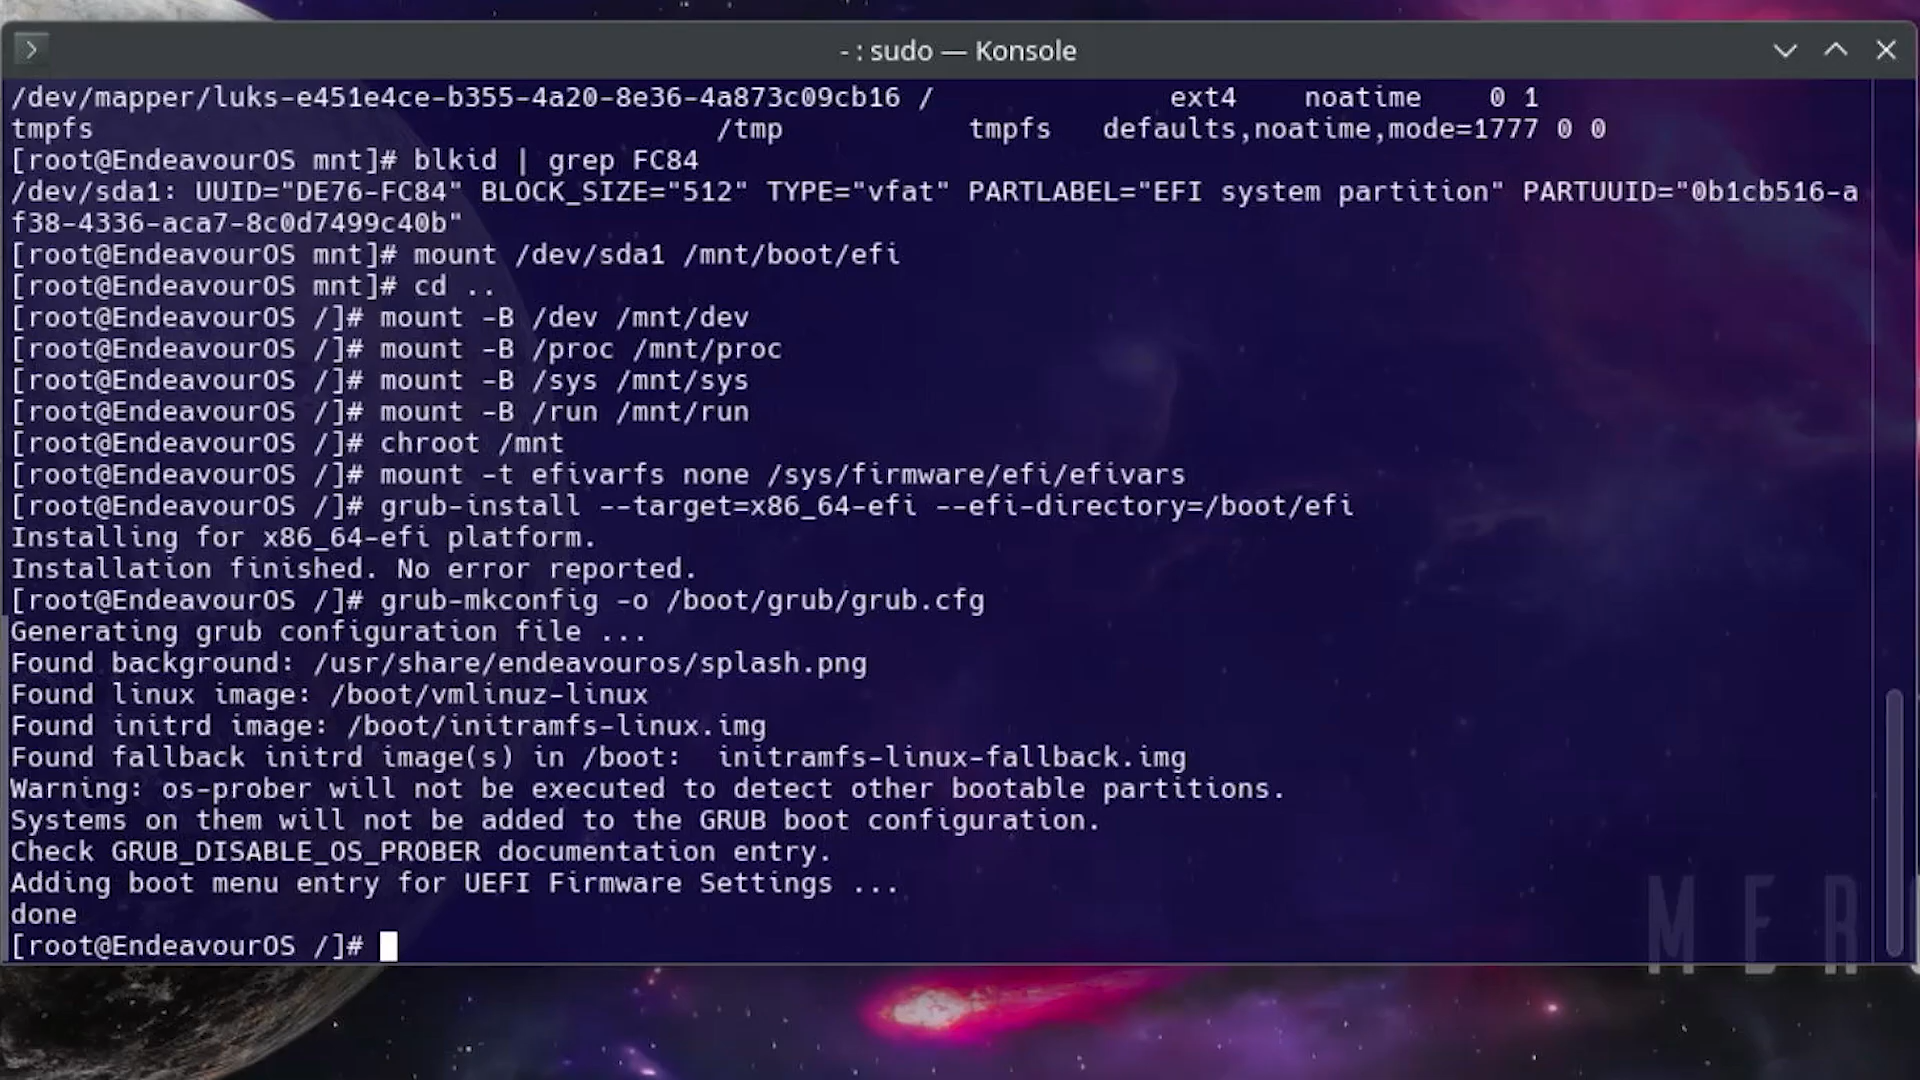 - : sudo — Konsole
/dev/mapper/luks-e451e4ce-b355-4a20-8e36-4a873c09cb16 / ext4 noatime 0 1
tmpfs /tmp tmpfs defaults,noatime,mode=1777 0 0
[root@EndeavourOS mnt]# blkid | grep FC84
/dev/sda1: UUID="DE76-FC84" BLOCK_SIZE="512" TYPE="vfat" PARTLABEL="EFI system partition" PARTUUID="0b1cb516-a
f38-4336-aca7-8c0d7499c40b"
[root@EndeavourOS mnt]# mount /dev/sda1 /mnt/boot/efi
[root@EndeavourOS mnt]# cd ..
[root@EndeavourOS /]# mount -B /dev /mnt/dev
[root@EndeavourOS /]# mount -B /proc /mnt/proc
[root@EndeavourOS /]# mount -B /sys /mnt/sys
[root@EndeavourOS /]# mount -B /run /mnt/run
[root@EndeavourOS /]# chroot /mnt
[root@EndeavourOS /]# mount -t efivarfs none /sys/firmware/efi/efivars
[root@EndeavourOS /]# grub-install --target=x86_64-efi --efi-directory=/boot/efi
Installing for x86_64-efi platform.
Installation finished. No error reported.
[root@EndeavourOS /]# grub-mkconfig -o /boot/grub/grub.cfg
Generating grub configuration file ...
Found background: /usr/share/endeavouros/splash.png
Found linux image: /boot/vmlinuz-linux
Found initrd image: /boot/initramfs-linux.img
Found fallback initrd image(s) in /boot:  initramfs-linux-fallback.img
Warning: os-prober will not be executed to detect other bootable partitions.
Systems on them will not be added to the GRUB boot configuration.
Check GRUB_DISABLE_OS_PROBER documentation entry.
Adding boot menu entry for UEFI Firmware Settings ...
done
[root@EndeavourOS /]#